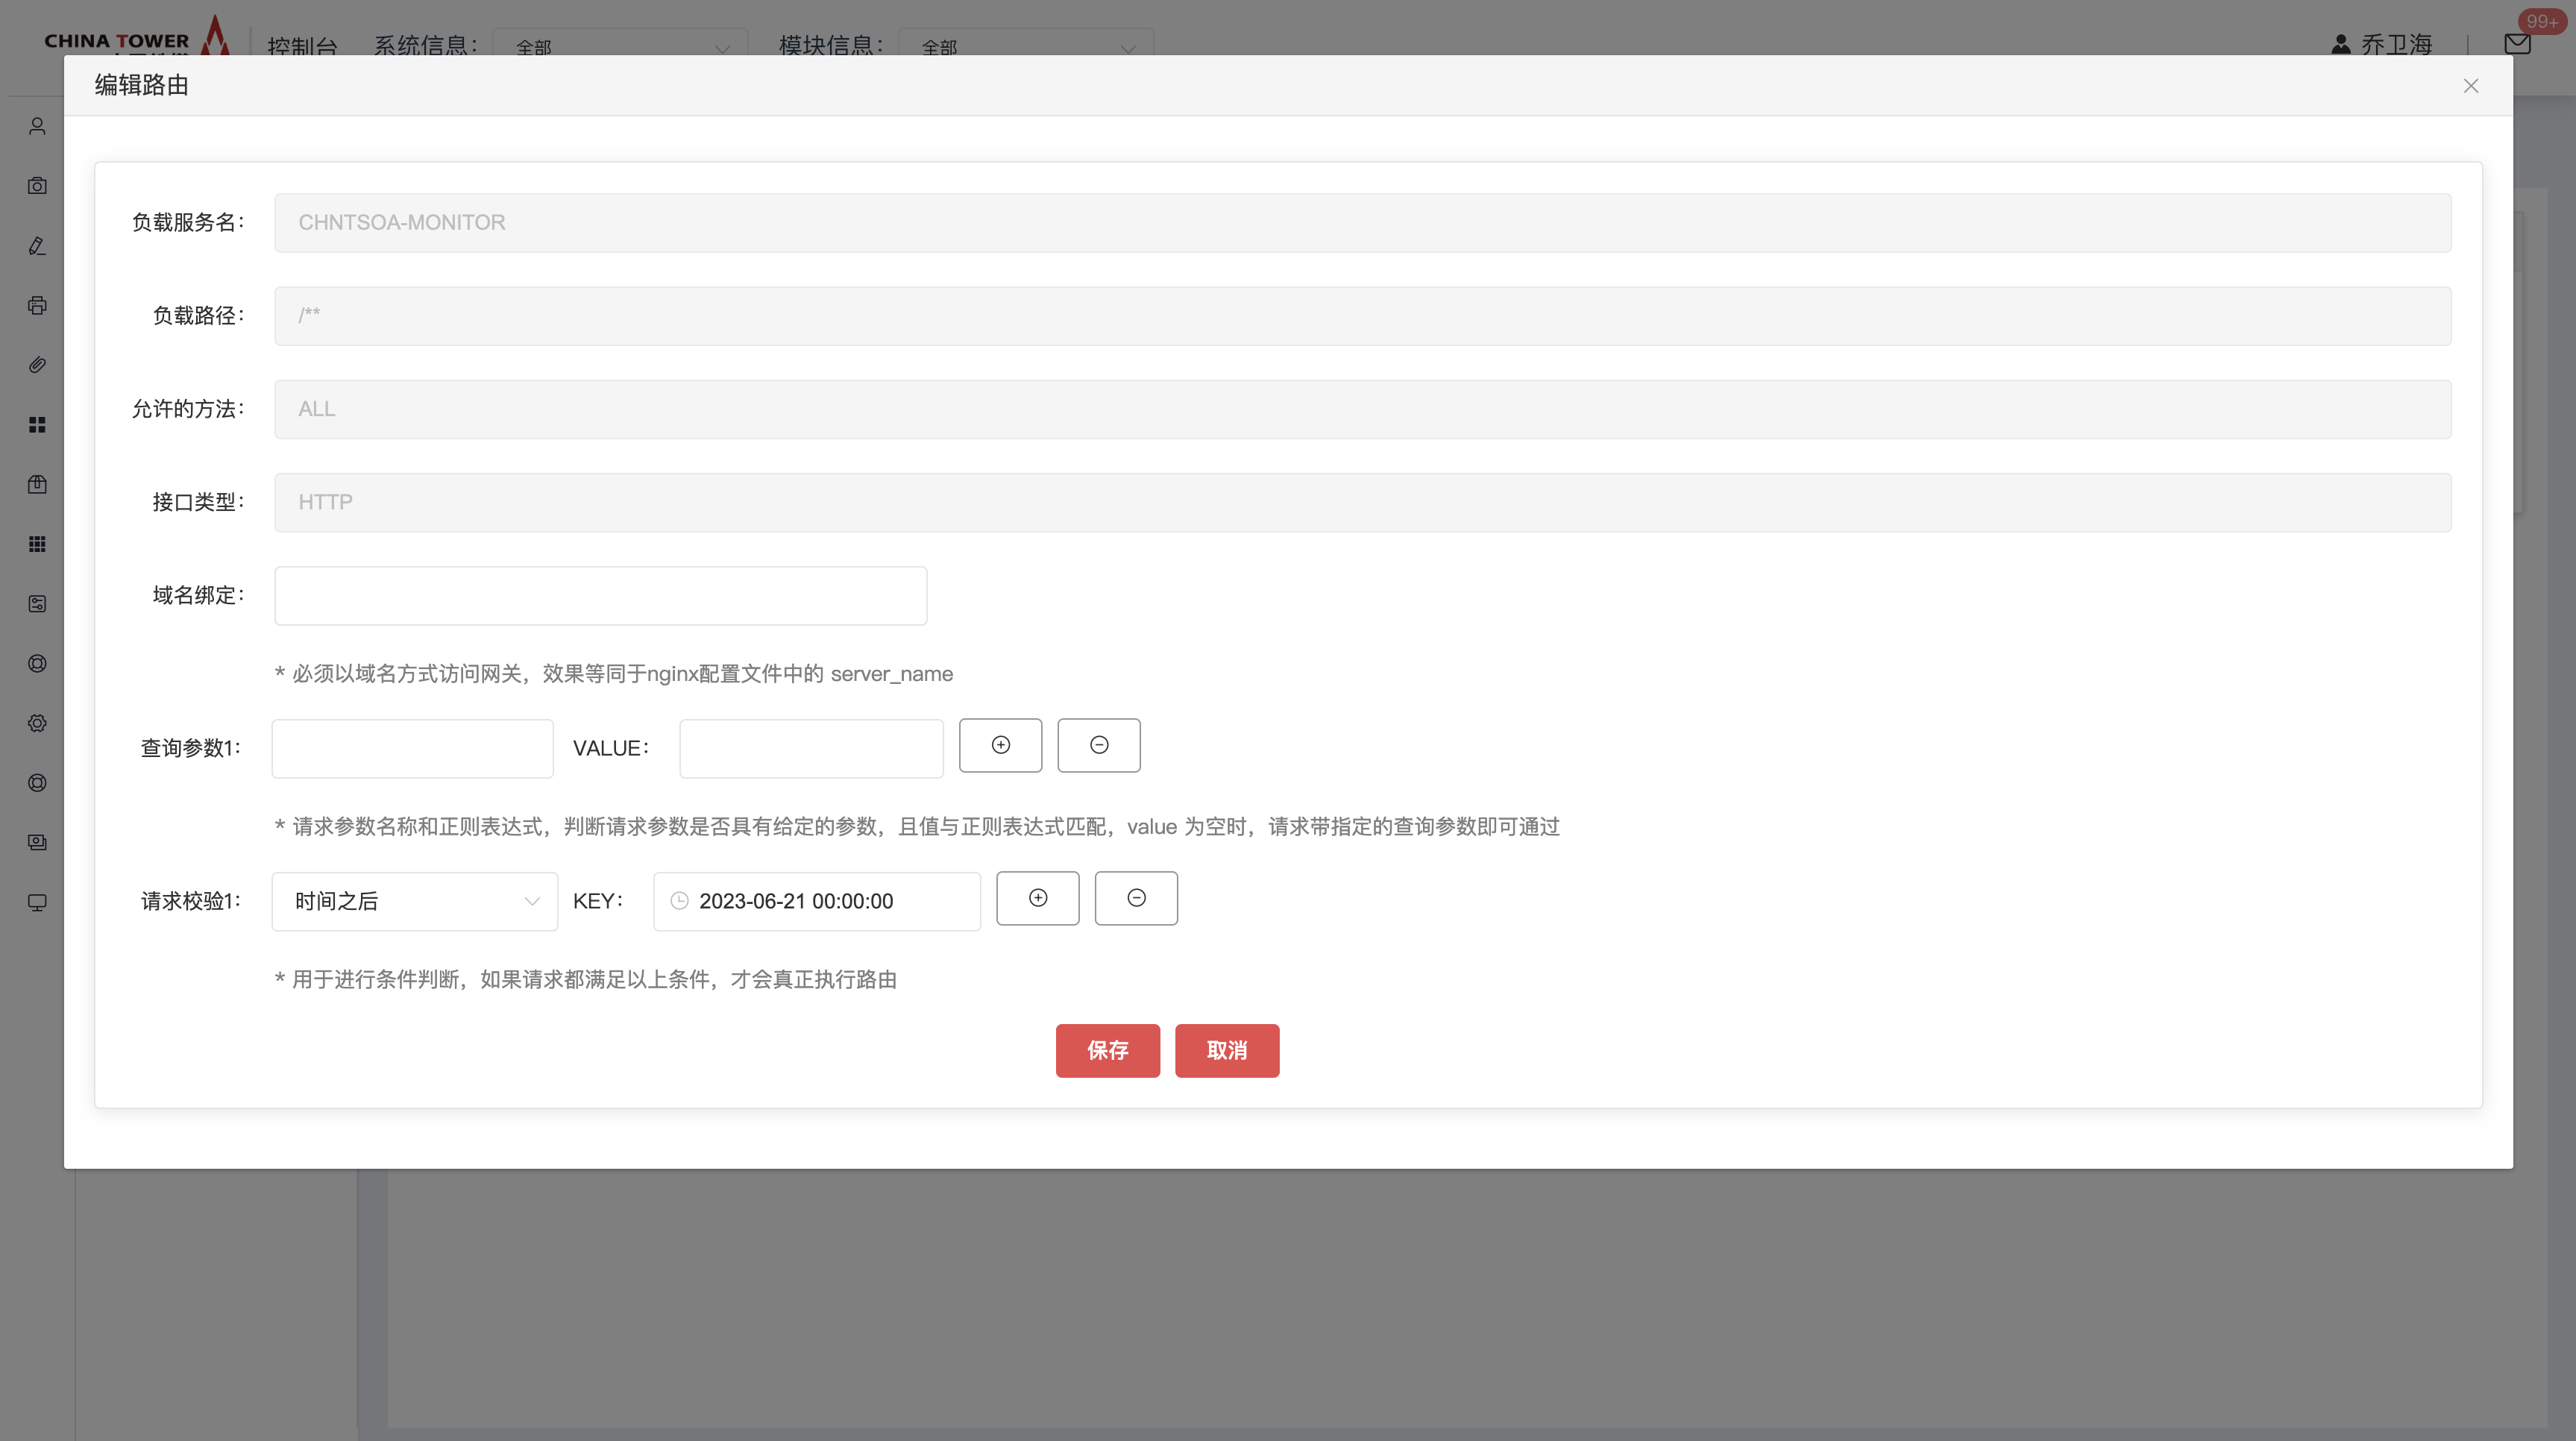 CHINA TOWER
控制台 系统信息: 全部 模块信息: 全部 乔卫海 99+
编辑路由
负载服务名: CHNTSOA-MONITOR
负载路径: /**
允许的方法: ALL
接口类型: HTTP
域名绑定:
* 必须以域名方式访问网关，效果等同于nginx配置文件中的 server_name
查询参数1: VALUE:
* 请求参数名称和正则表达式，判断请求参数是否具有给定的参数，且值与正则表达式匹配，value 为空时，请求带指定的查询参数即可通过
请求校验1: 时间之后 KEY: 2023-06-21 00:00:00
* 用于进行条件判断，如果请求都满足以上条件，才会真正执行路由
保存 取消